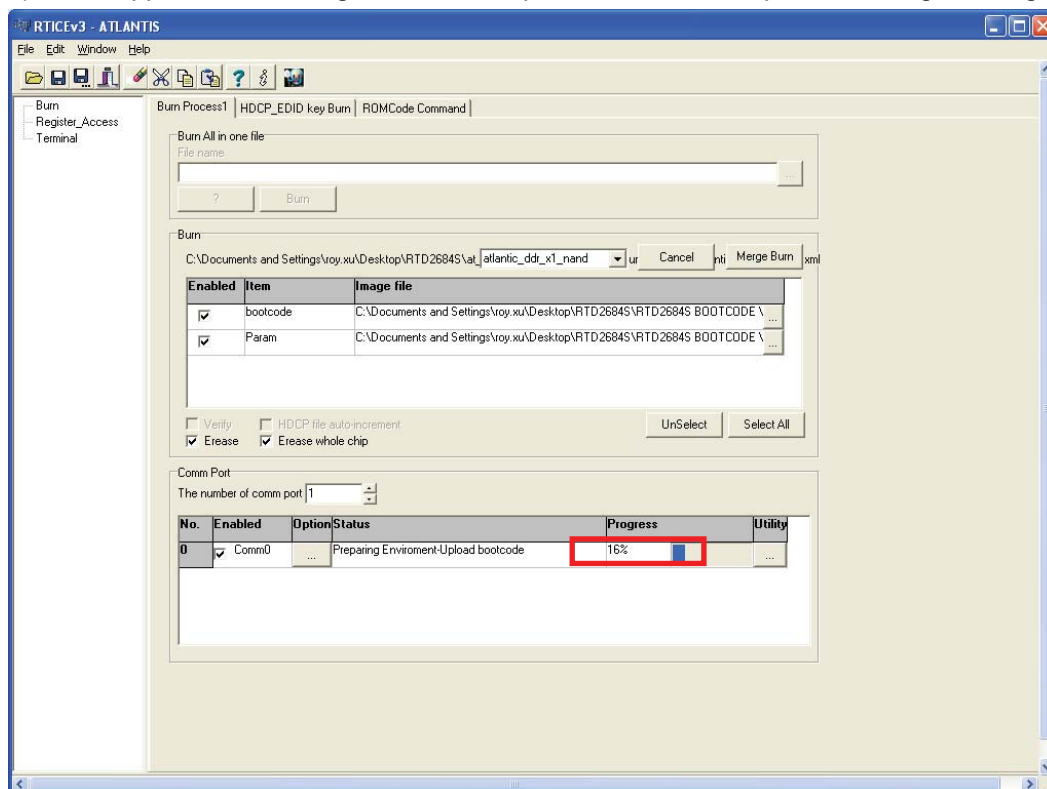 RTICEv3 - ATLANTIS
File Edit Window Help
Burn
Register_Access
Terminal
Burn Process1 HDCP_EDID key Burn ROMCode Command
Burn All in one file
File name
...
? Burn
Burn
C:\Documents and Settings\roy.xu\Desktop\RTD2684S\at_ atlantic_ddr_x1_nand ur Cancel nti Merge Burn xml
Enabled Item Image file
bootcode C:\Documents and Settings\roy.xu\Desktop\RTD2684S\RTD2684S BOOTCODE \ ...
Param C:\Documents and Settings\roy.xu\Desktop\RTD2684S\RTD2684S BOOTCODE \ ...
Verify HDCP file auto-increment UnSelect Select All
Erease Erease whole chip
Comm Port
The number of comm port 1
No. Enabled Option Status Progress Utility
0 Comm0 ... Preparing Enviroment-Upload bootcode 16% ...